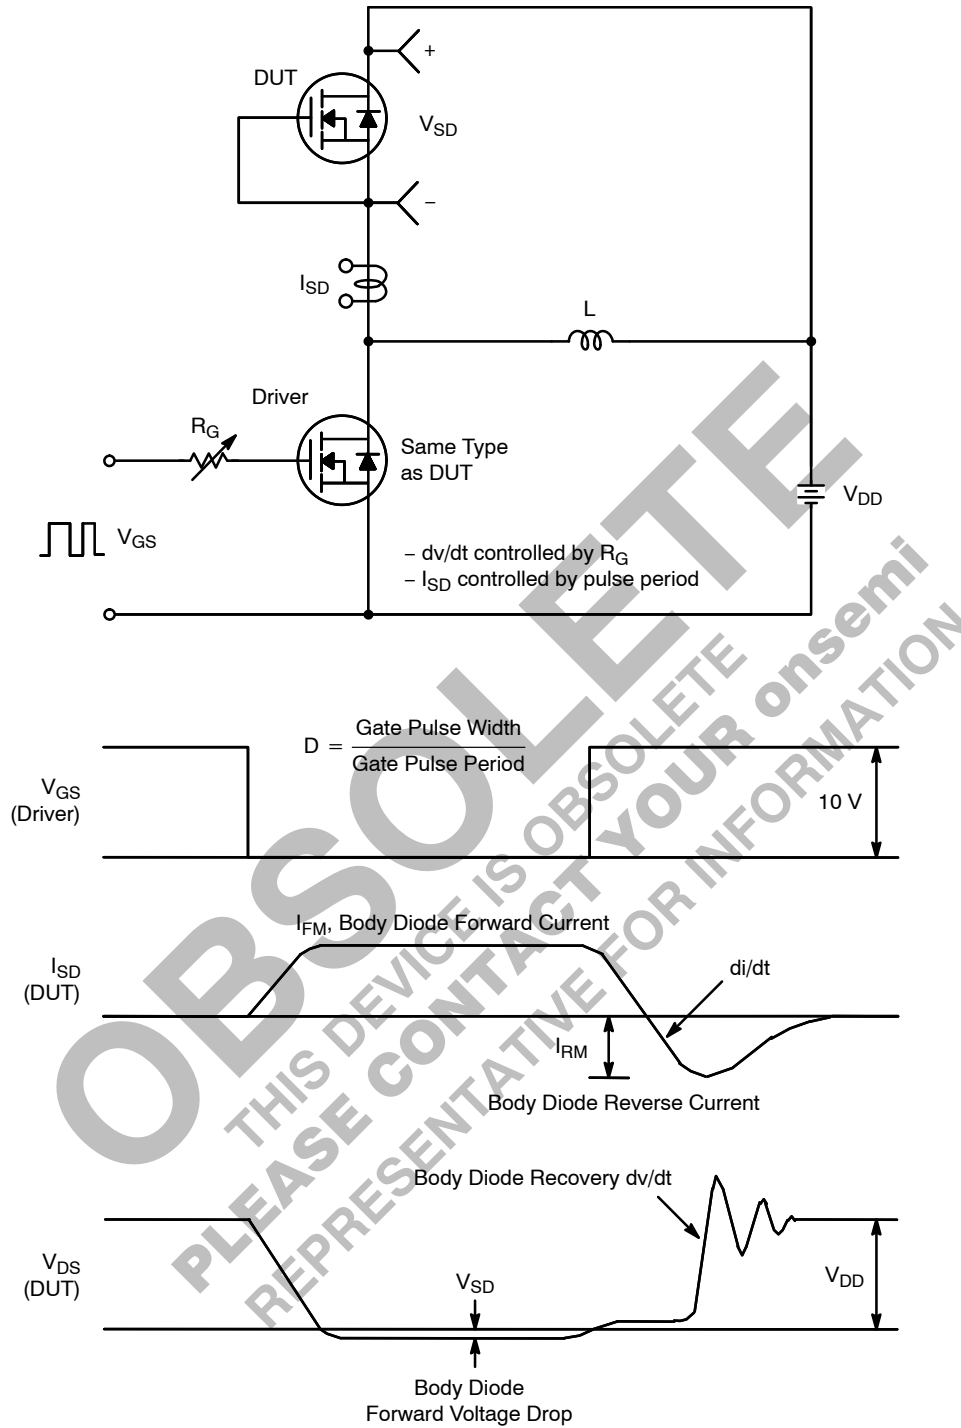 +
DUT
V_SD
−
I_SD
L
Driver
R_G
Same Type
as DUT
V_DD
V_GS
− dv/dt controlled by R_G
− I_SD controlled by pulse period
D = Gate Pulse Width
Gate Pulse Period
V_GS
(Driver)
10 V
I_FM, Body Diode Forward Current
I_SD
(DUT)
di/dt
I_RM
Body Diode Reverse Current
Body Diode Recovery dv/dt
V_DS
(DUT)
V_SD
V_DD
Body Diode
Forward Voltage Drop
OBSOLETE
THIS DEVICE IS OBSOLETE
PLEASE CONTACT YOUR onsemi
REPRESENTATIVE FOR INFORMATION